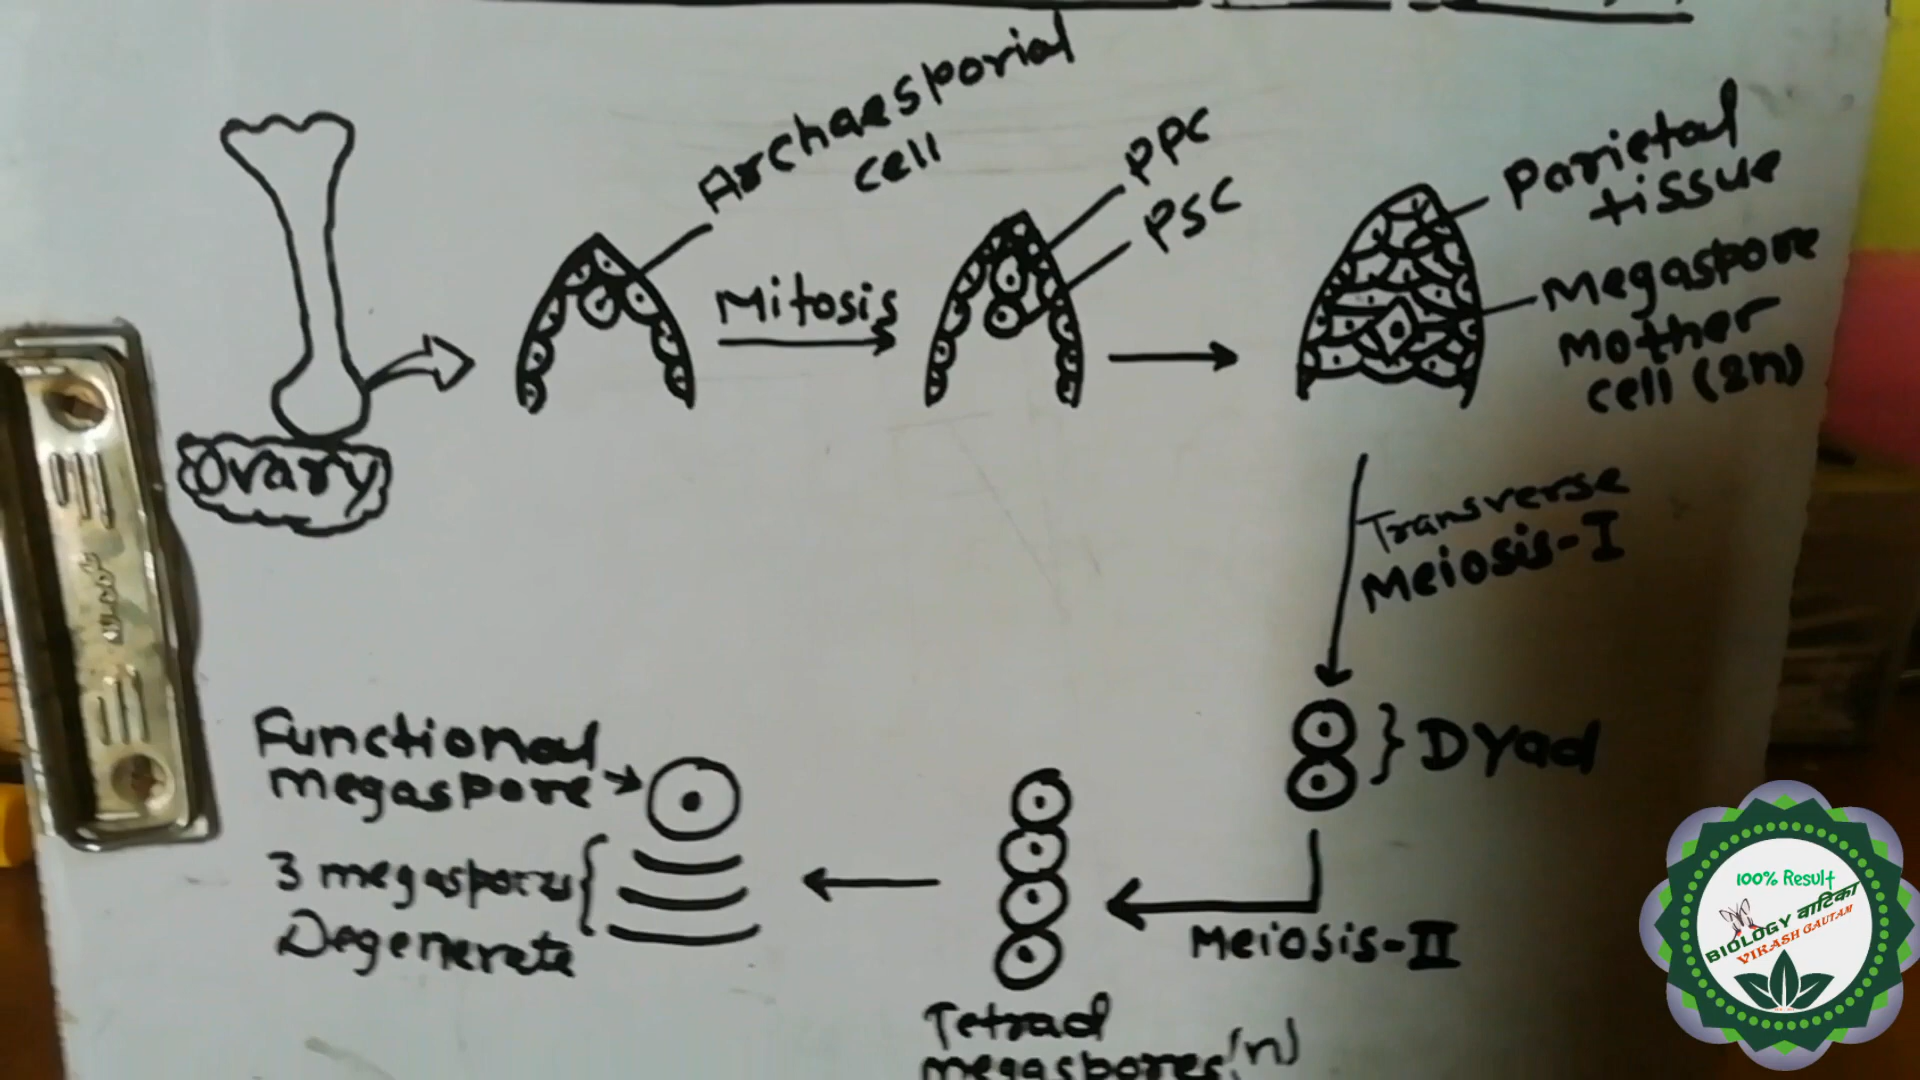 Archaesporial
cell
PPC
PSC
Parietal
tissue
Mitosis
Megaspore
Mother
cell (2n)
Ovary
Transverse
Meiosis-I
Dyad
Functional
megaspore
3 megaspores
Degenerate
Meiosis-II
Tetrad
megaspores(n)
100% Result
BIOLOGY वाटिका
VIKASH GAUTAM